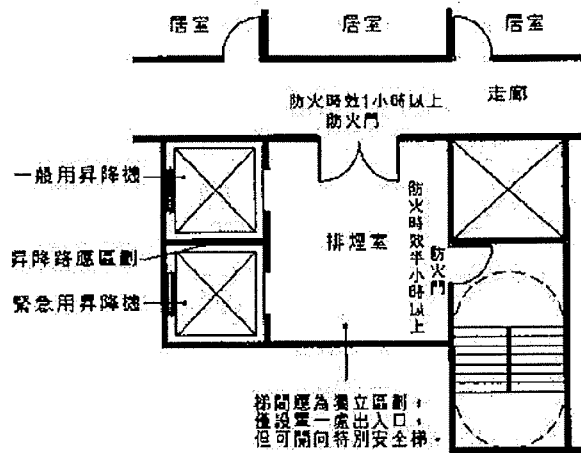 居室
居室
居室
防火時效1小時以上
防火門
走廊
一般用昇降機
昇降路應區劃
緊急用昇降機
排煙室
防火時效半小時以上
防火門
梯間應為獨立區劃，
僅設置一處出入口，
但可開向特別安全梯。